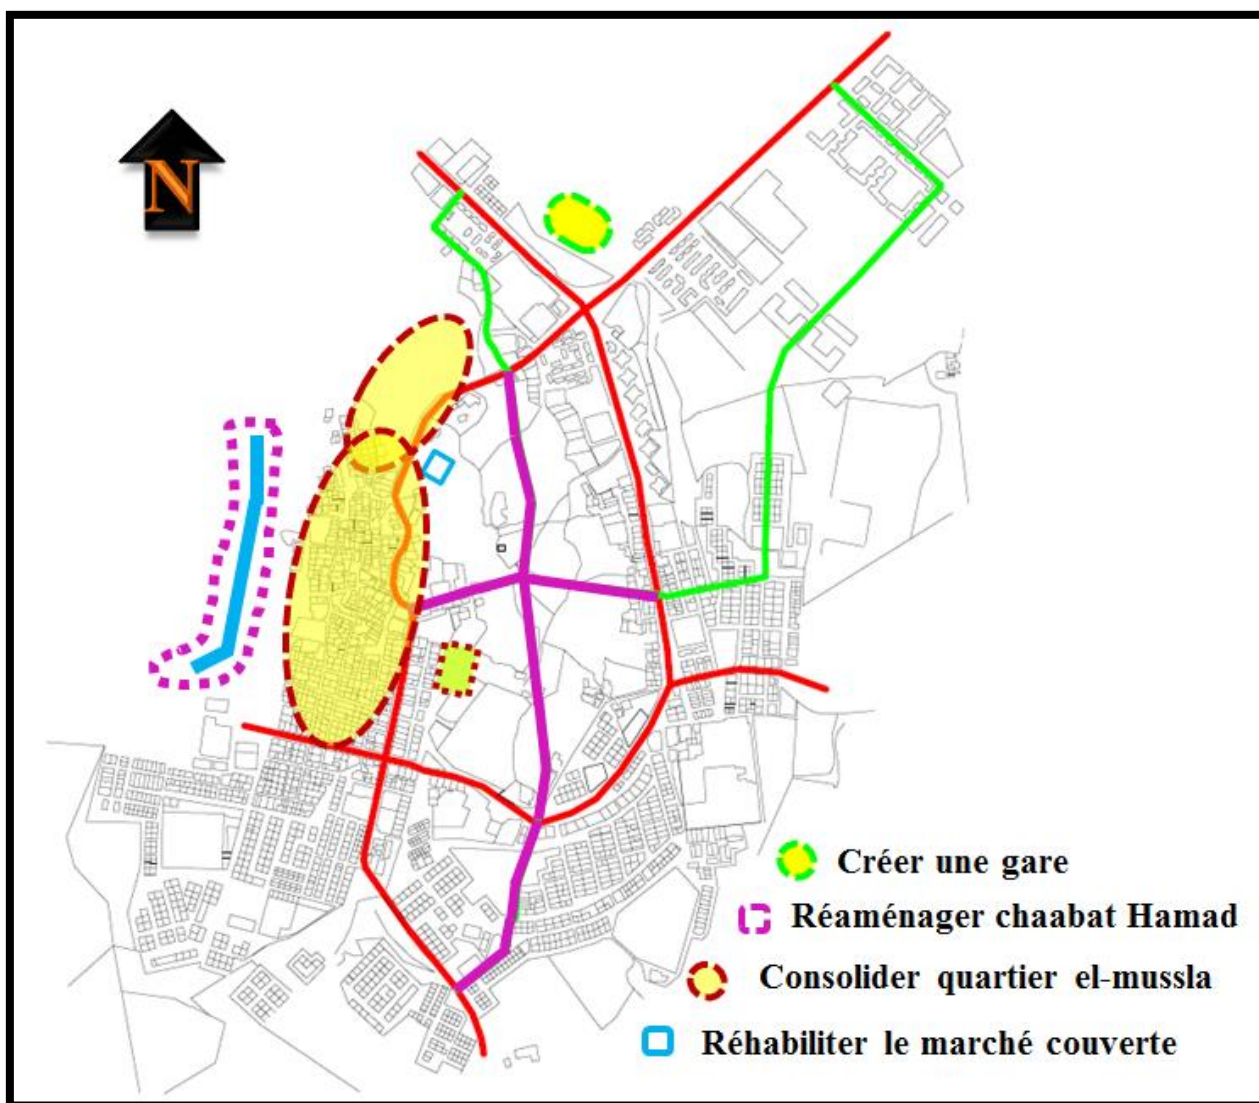 N
Créer une gare
Réaménager chaabat Hamad
Consolider quartier el-mussla
Réhabiliter le marché couverte